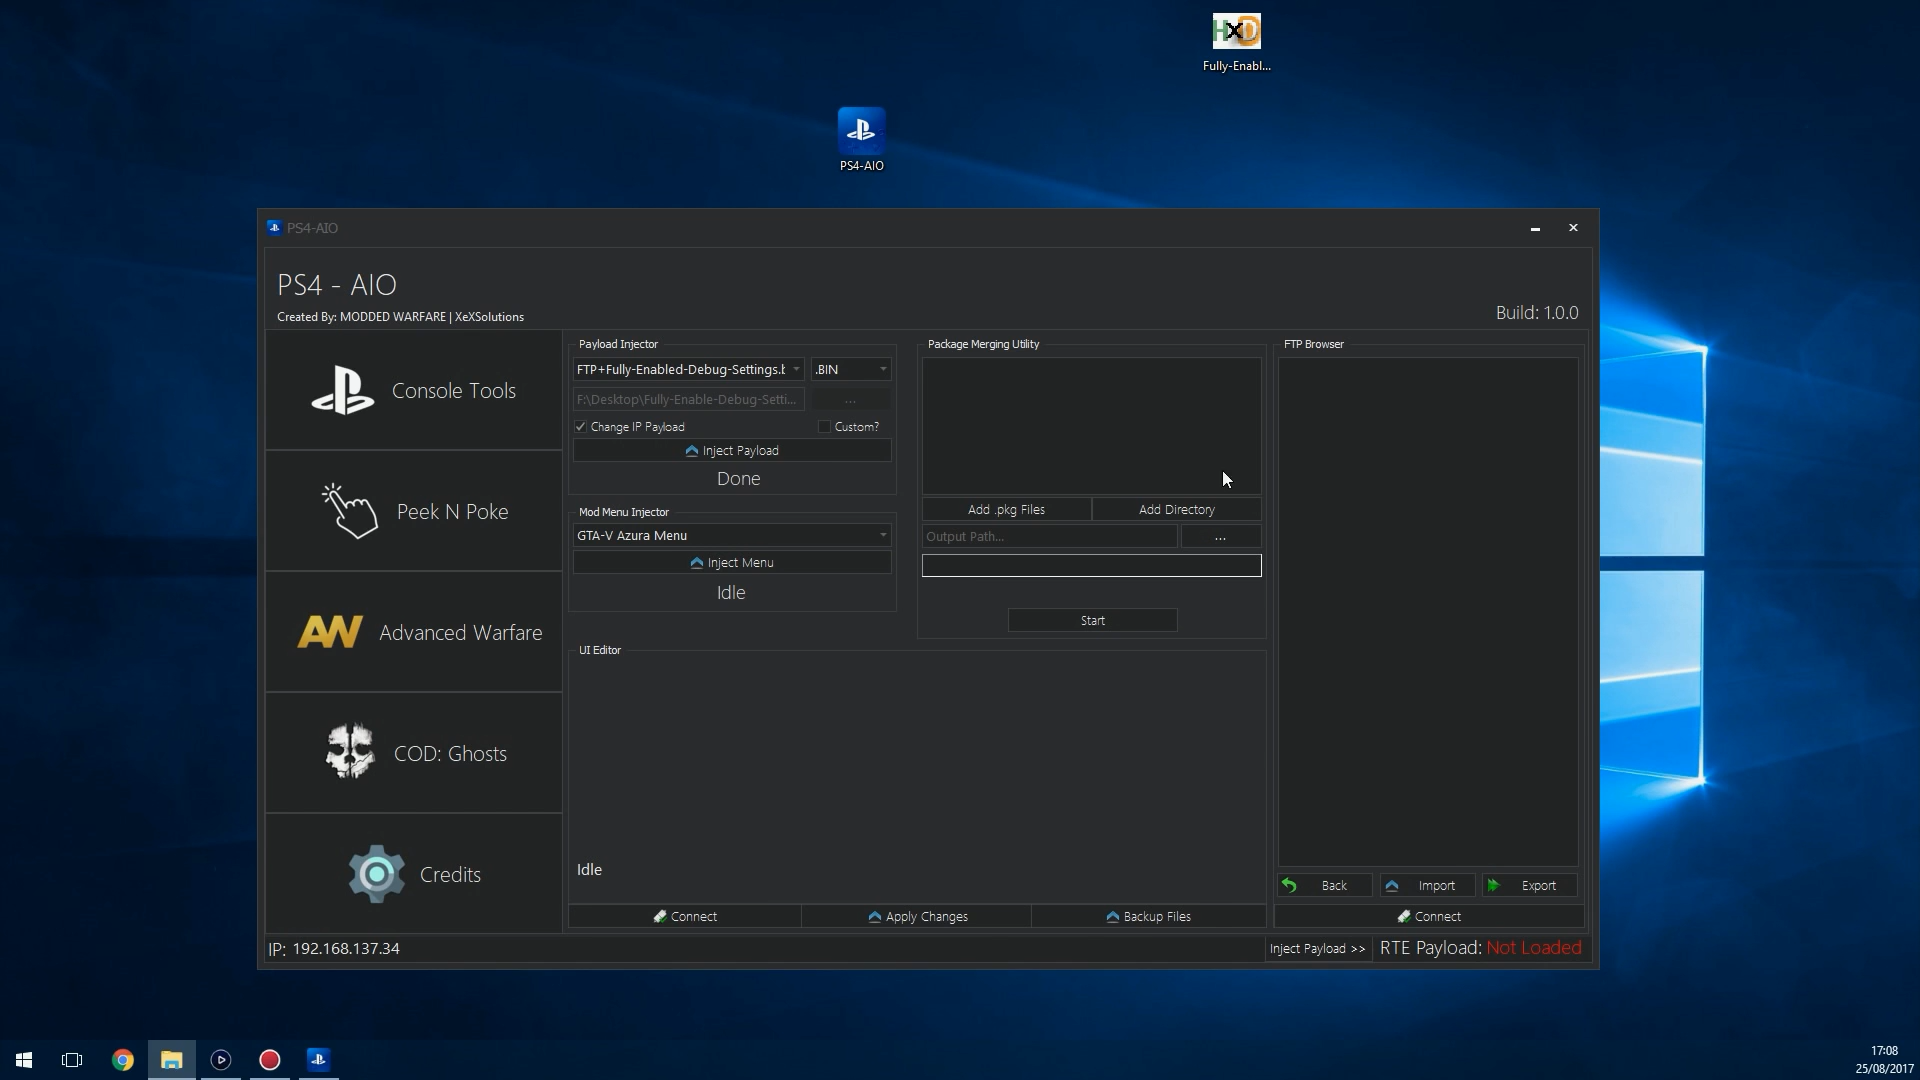 HxD
Fully-Enabl...
PS4-AIO
PS4-AIO
PS4 - AIO
Created By: MODDED WARFARE | XeXSolutions
Build: 1.0.0
Console Tools
Peek N Poke
AW Advanced Warfare
COD: Ghosts
Credits
Payload Injector
FTP+Fully-Enabled-Debug-Settings.b
.BIN
F:\Desktop\Fully-Enable-Debug-Setti...
...
Change IP Payload
Custom?
Inject Payload
Done
Mod Menu Injector
GTA-V Azura Menu
Inject Menu
Idle
Package Merging Utility
Add .pkg Files
Add Directory
Output Path...
...
Start
UI Editor
Idle
Connect
Apply Changes
Backup Files
FTP Browser
Back
Import
Export
Connect
IP: 192.168.137.34
Inject Payload >>
RTE Payload: Not Loaded
17:08
25/08/2017